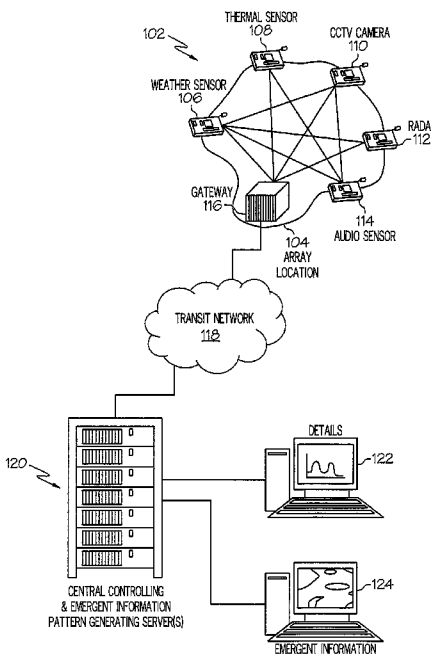 THERMAL SENSOR
108
102
CCTV CAMERA
110
WEATHER SENSOR
106
RADA
112
GATEWAY
116
114
AUDIO SENSOR
104
ARRAY
LOCATION
TRANSIT NETWORK
118
DETAILS
120
122
124
CENTRAL CONTROLLING
& EMERGENT INFORMATION
PATTERN GENERATING SERVER(S)
EMERGENT INFORMATION